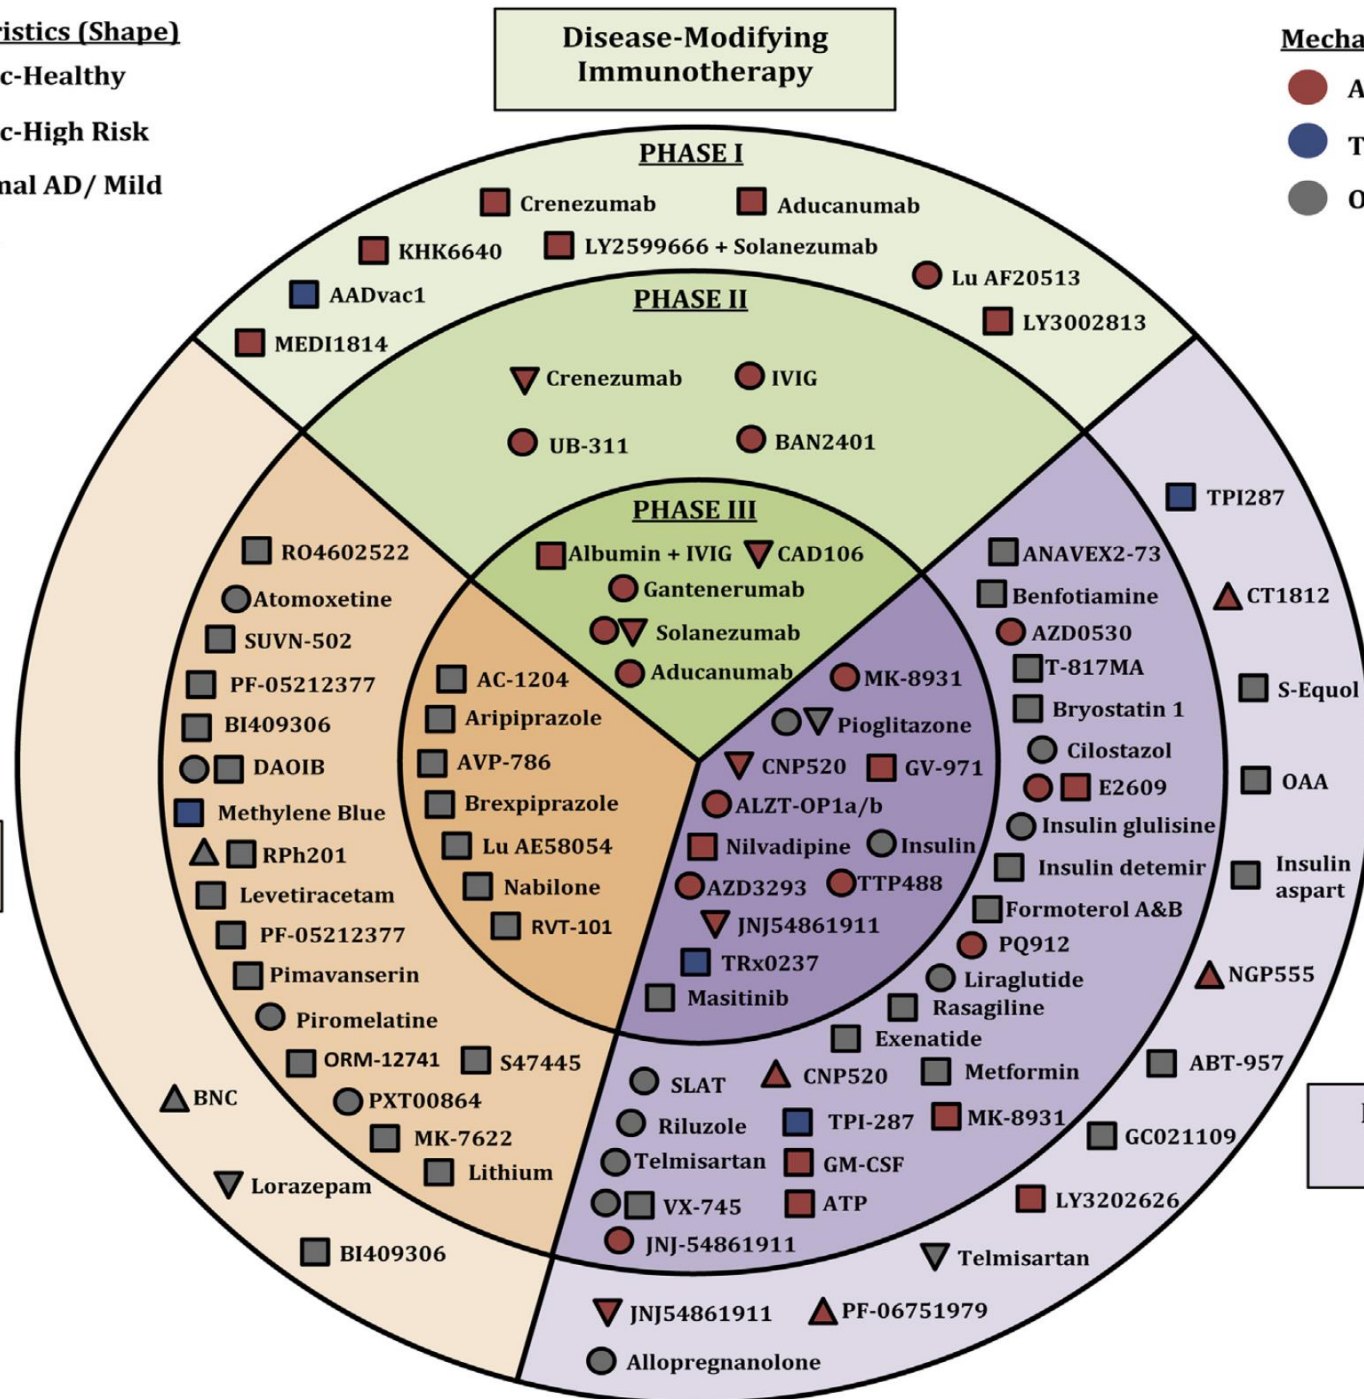 ristics (Shape)
c-Healthy
c-High Risk
nal AD/ Mild
Disease-Modifying
Immunotherapy
Mecha
A
T
O
PHASE I
Crenezumab
Aducanumab
KHK6640
LY2599666 + Solanezumab
AADvac1
Lu AF20513
MEDI1814
LY3002813
PHASE II
Crenezumab
IVIG
UB-311
BAN2401
PHASE III
Albumin + IVIG
CAD106
Gantenerumab
Solanezumab
Aducanumab
RO4602522
Atomoxetine
SUVN-502
PF-05212377
BI409306
DAOIB
Methylene Blue
RPh201
Levetiracetam
PF-05212377
Pimavanserin
Piromelatine
ORM-12741
S47445
PXT00864
MK-7622
Lithium
AC-1204
Aripiprazole
AVP-786
Brexpiprazole
Lu AE58054
Nabilone
RVT-101
BNC
Lorazepam
BI409306
MK-8931
Pioglitazone
CNP520
GV-971
ALZT-OP1a/b
Nilvadipine
Insulin
AZD3293
TTP488
JNJ54861911
TRx0237
Masitinib
ANAVEX2-73
Benfotiamine
AZD0530
T-817MA
Bryostatin 1
Cilostazol
E2609
Insulin glulisine
Insulin detemir
Formoterol A&B
PQ912
Liraglutide
Rasagiline
Exenatide
SLAT
CNP520
Metformin
Riluzole
TPI-287
MK-8931
Telmisartan
GM-CSF
VX-745
ATP
JNJ-54861911
TPI287
CT1812
S-Equol
OAA
Insulin
aspart
NGP555
ABT-957
GC021109
LY3202626
Telmisartan
JNJ54861911
PF-06751979
Allopregnanolone